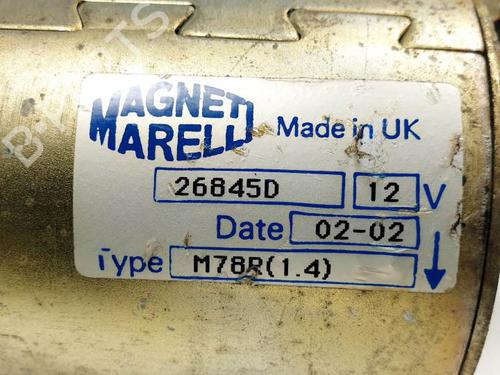 MAGNETI
MARELLI
Made in UK
26845D 12 V
Date 02-02
Type M78R(1.4)